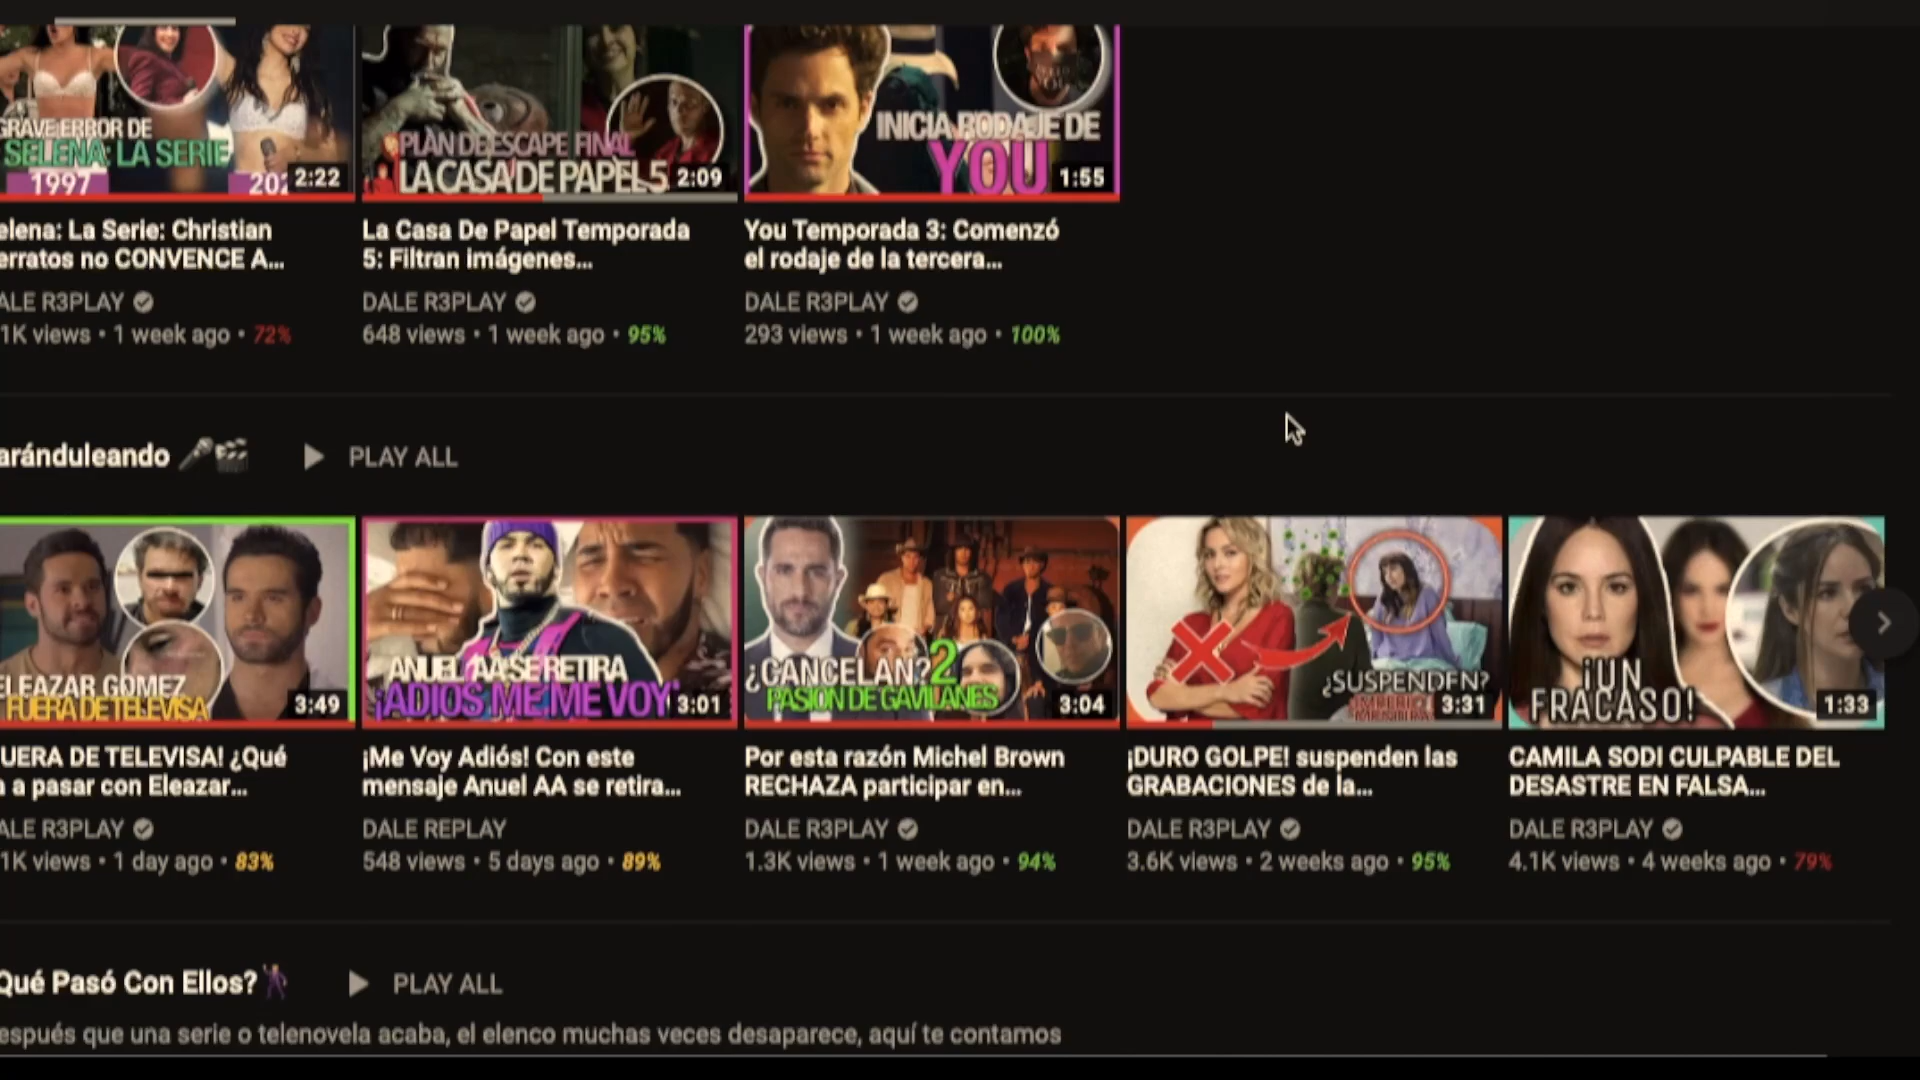 GRAVE ERROR DE
SELENA: LA SERIE
1997
202
2:22
PLAN DE ESCAPE FINAL
LA CASA DE PAPEL 5
2:09
INICIA RODAJE DE
YOU
1:55
elena: La Serie: Christian
erratos no CONVENCE A...
ALE R3PLAY
1K views • 1 week ago • 72%
La Casa De Papel Temporada
5: Filtran imágenes...
DALE R3PLAY
648 views • 1 week ago • 95%
You Temporada 3: Comenzó
el rodaje de la tercera...
DALE R3PLAY
293 views • 1 week ago • 100%
aránduleando
PLAY ALL
ELEAZAR GOMEZ
FUERA DE TELEVISA
3:49
ANUEL AA SE RETIRA
¡ADIOS ME ME VOY!
3:01
¿CANCELAN? 2
PASION DE GAVILANES
3:04
¿SUSPENDEN?
3:31
¡UN
FRACASO!
1:33
UERA DE TELEVISA! ¿Qué
a a pasar con Eleazar...
ALE R3PLAY
1K views • 1 day ago • 83%
¡Me Voy Adiós! Con este
mensaje Anuel AA se retira...
DALE REPLAY
548 views • 5 days ago • 89%
Por esta razón Michel Brown
RECHAZA participar en...
DALE R3PLAY
1.3K views • 1 week ago • 94%
¡DURO GOLPE! suspenden las
GRABACIONES de la...
DALE R3PLAY
3.6K views • 2 weeks ago • 95%
CAMILA SODI CULPABLE DEL
DESASTRE EN FALSA...
DALE R3PLAY
4.1K views • 4 weeks ago • 79%
Qué Pasó Con Ellos?
PLAY ALL
espués que una serie o telenovela acaba, el elenco muchas veces desaparece, aquí te contamos